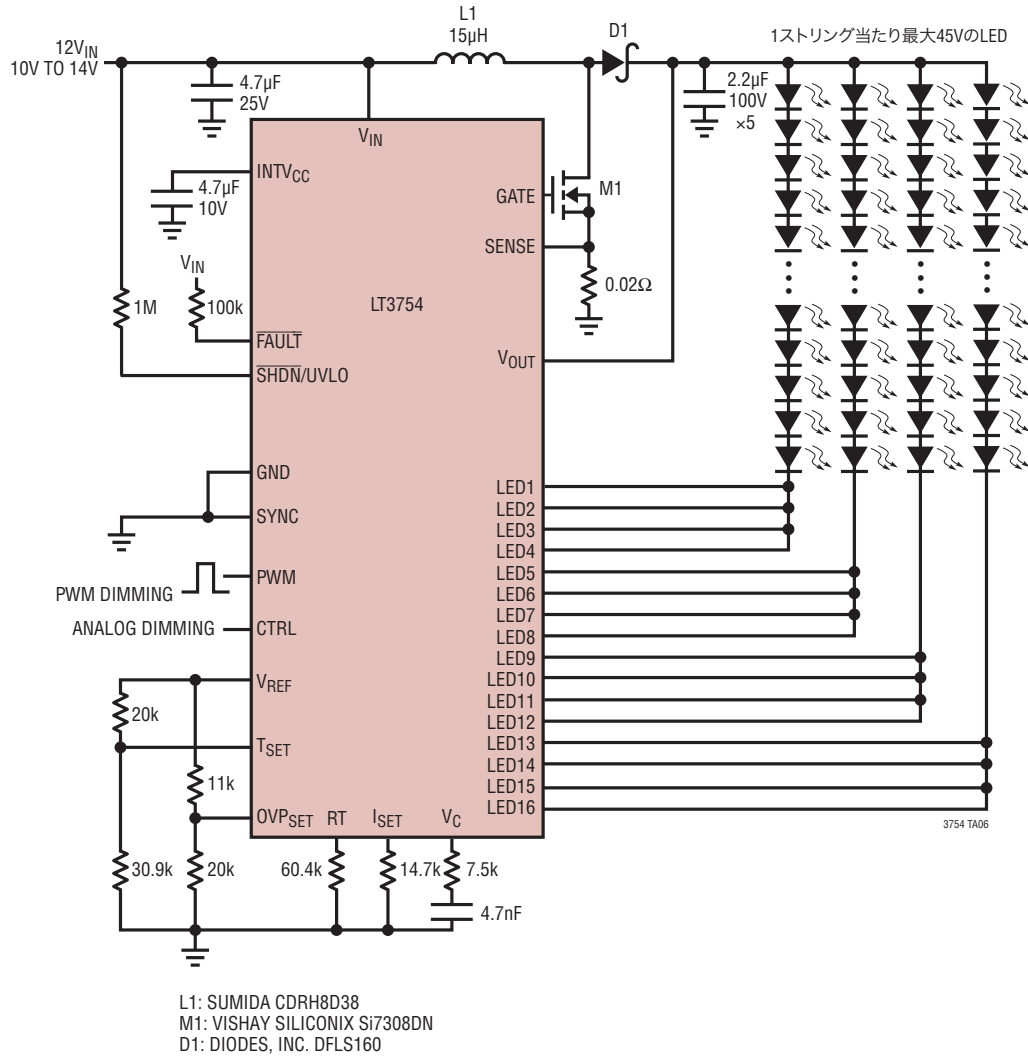 L1
15µH
D1
1ストリング当たり最大45VのLED
12VIN
10V TO 14V
4.7µF
25V
2.2µF
100V
×5
VIN
INTVCC
4.7µF
10V
GATE
M1
SENSE
VIN
0.02Ω
1M
100k
LT3754
FAULT
VOUT
SHDN/UVLO
GND
SYNC
LED1
LED2
LED3
LED4
LED5
LED6
LED7
LED8
LED9
LED10
LED11
LED12
LED13
LED14
LED15
LED16
PWM
PWM DIMMING
ANALOG DIMMING
CTRL
VREF
20k
TSET
11k
OVPSET
RT
ISET
VC
3754 TA06
30.9k
20k
60.4k
14.7k
7.5k
4.7nF
L1: SUMIDA CDRH8D38
M1: VISHAY SILICONIX Si7308DN
D1: DIODES, INC. DFLS160